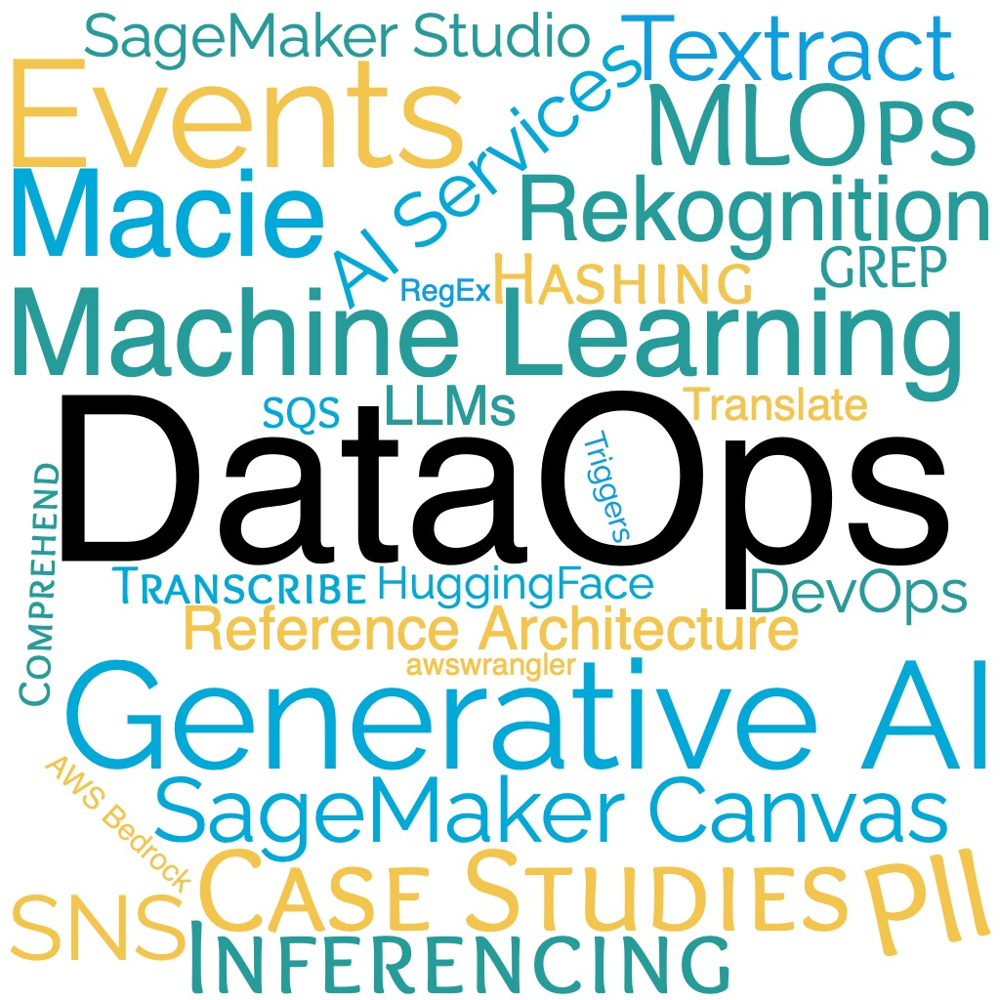 SageMaker Studio
Textract
Events
AI Services
MLOps
Macie
Rekognition
GREP
RegEx
Hashing
Machine Learning
SQS
LLMs
Translate
DataOps
Triggers
Comprehend
Transcribe
HuggingFace
DevOps
Reference Architecture
awswrangler
Generative AI
AWS Bedrock
SageMaker Canvas
Case Studies
PII
SNS
Inferencing